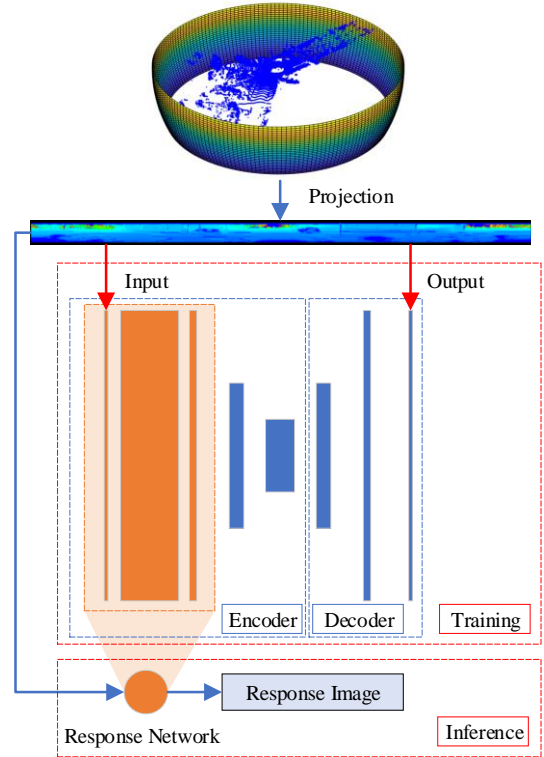 Projection
Input
Output
Encoder
Decoder
Training
Response Image
Response Network
Inference